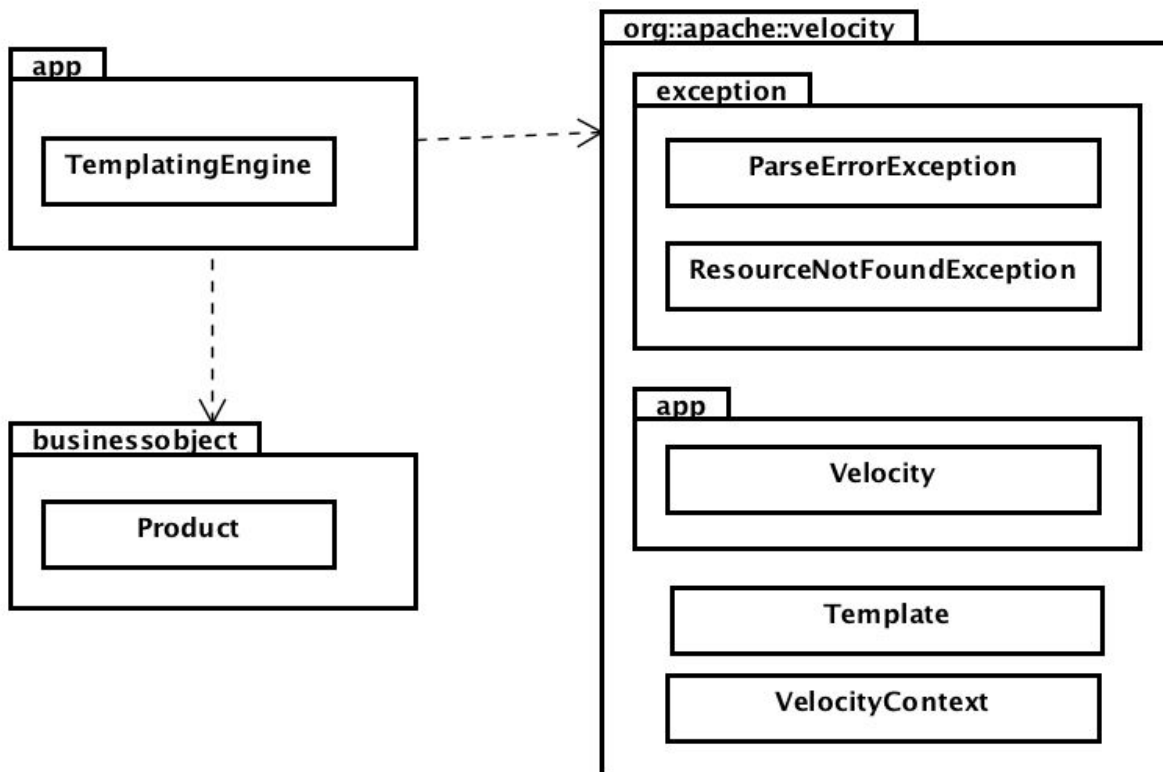 app
TemplatingEngine
businessobject
Product
org::apache::velocity
exception
ParseErrorException
ResourceNotFoundException
app
Velocity
Template
VelocityContext